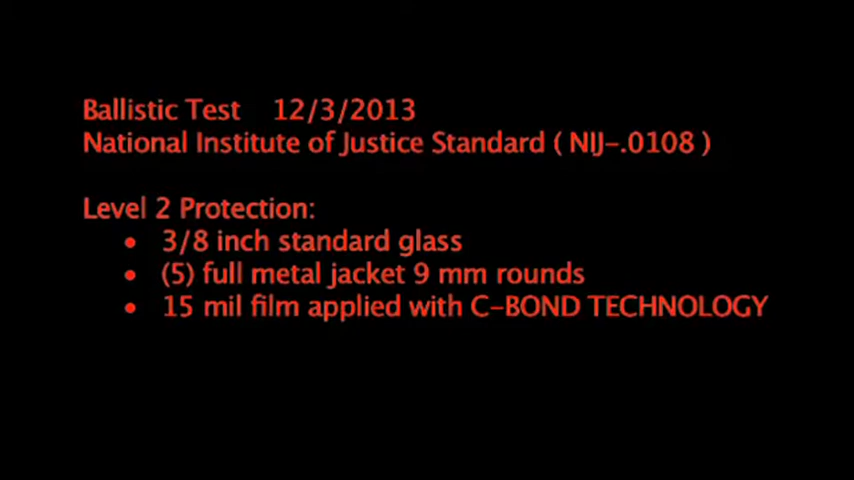 Ballistic Test 12/3/2013
National Institute of Justice Standard ( NIJ-.0108 )
Level 2 Protection:
• 3/8 inch standard glass
• (5) full metal jacket 9 mm rounds
• 15 mil film applied with C-BOND TECHNOLOGY